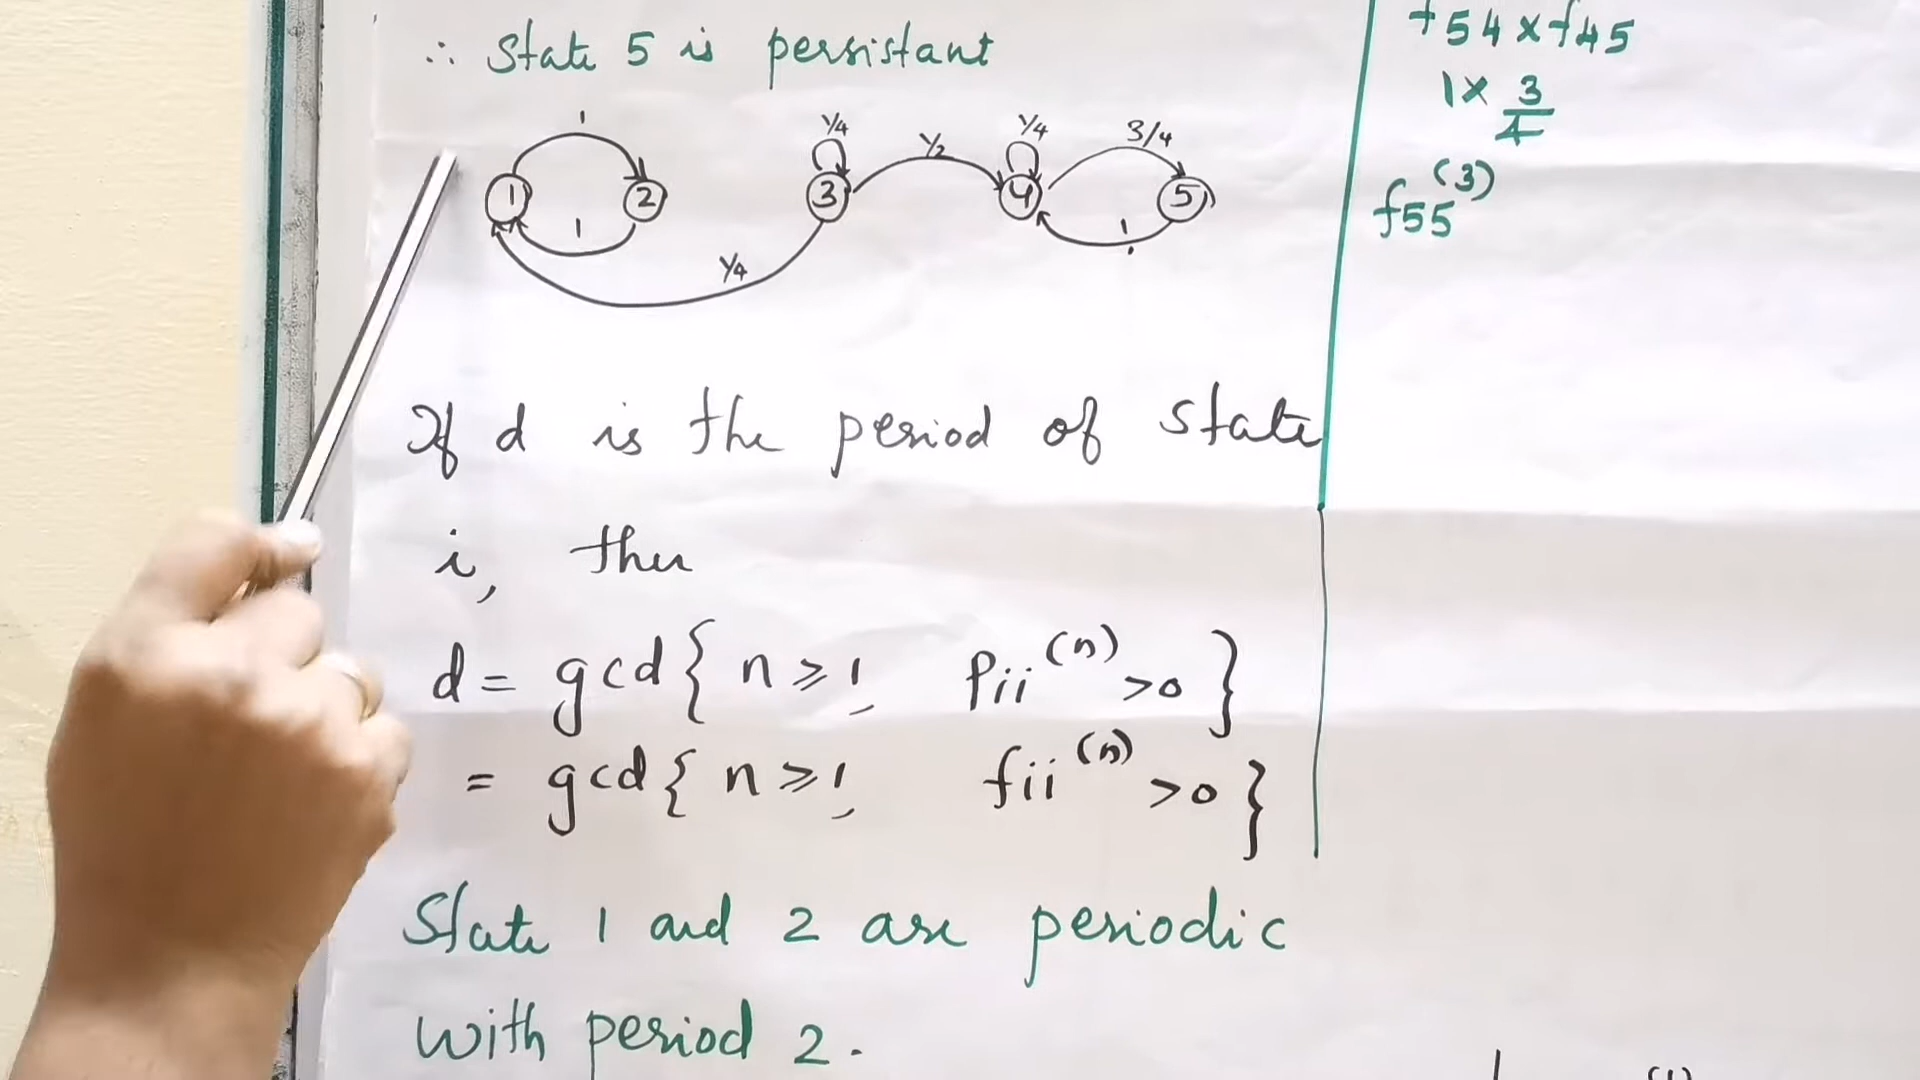 ∴ State 5 is persistant
1
1/4
1/2
1/4
3/4
1 2 3 4 5
1
1
1/4
If d is the period of state
i, then
d = gcd { n ≥ 1, Pii^(n) > 0 }
= gcd { n ≥ 1, fii^(n) > 0 }
State 1 and 2 are periodic
with period 2.
f54 × f45
1 × 3/4
f55^(3)